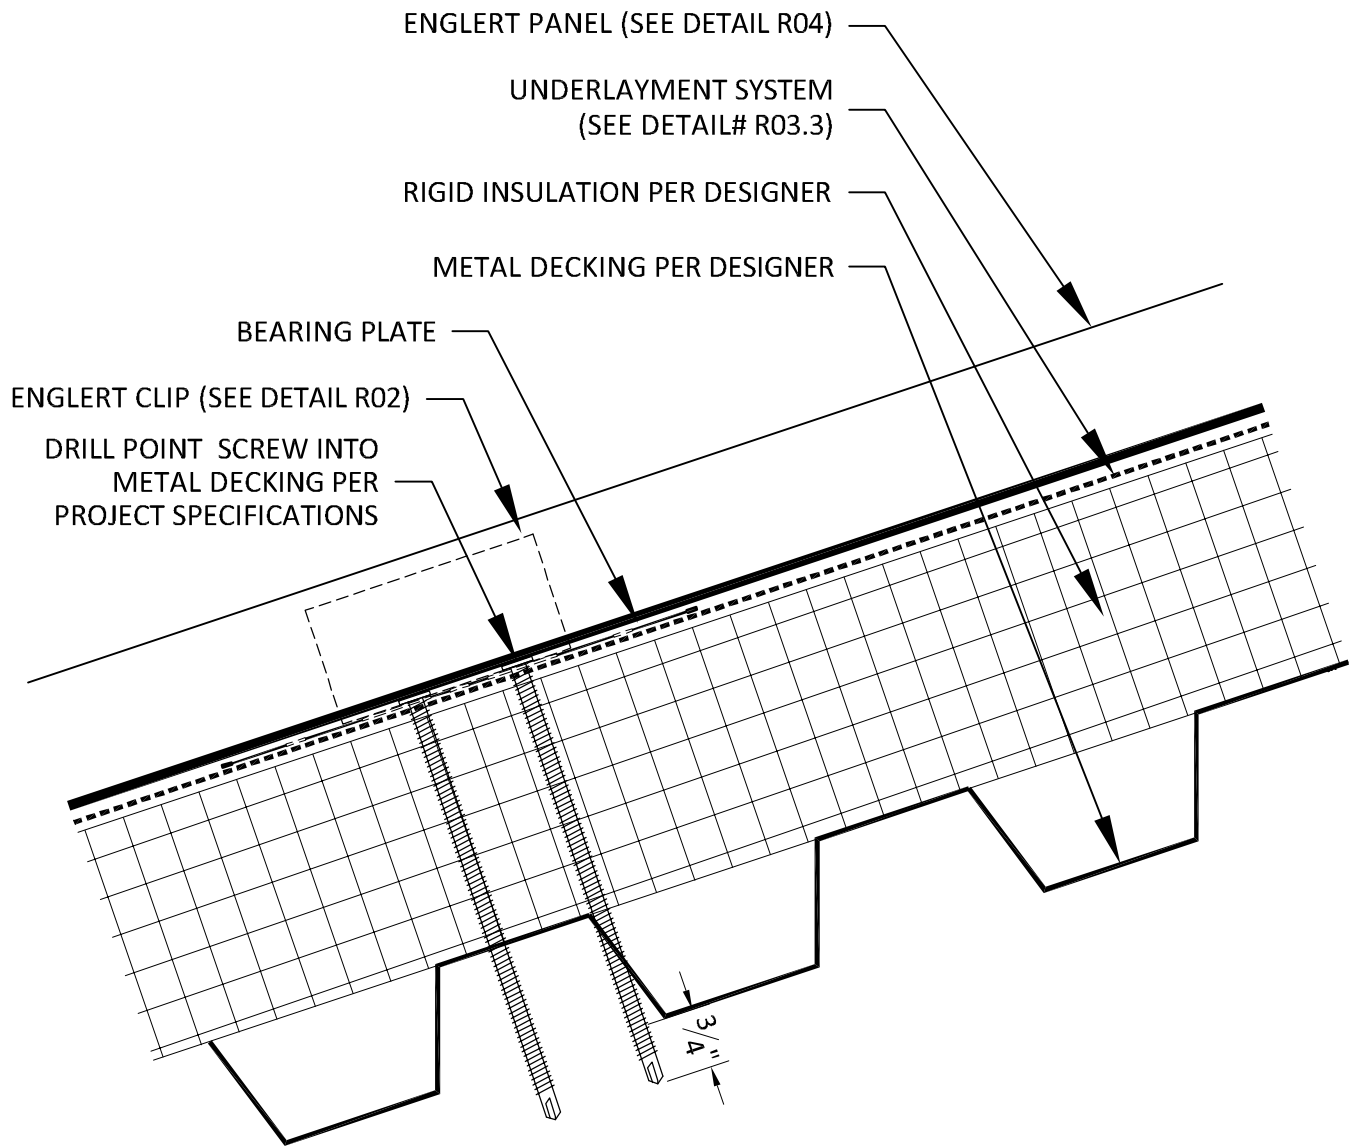 ENGLERT PANEL (SEE DETAIL R04)
UNDERLAYMENT SYSTEM
(SEE DETAIL# R03.3)
RIGID INSULATION PER DESIGNER
METAL DECKING PER DESIGNER
BEARING PLATE
ENGLERT CLIP (SEE DETAIL R02)
DRILL POINT  SCREW INTO
METAL DECKING PER
PROJECT SPECIFICATIONS
3/4"